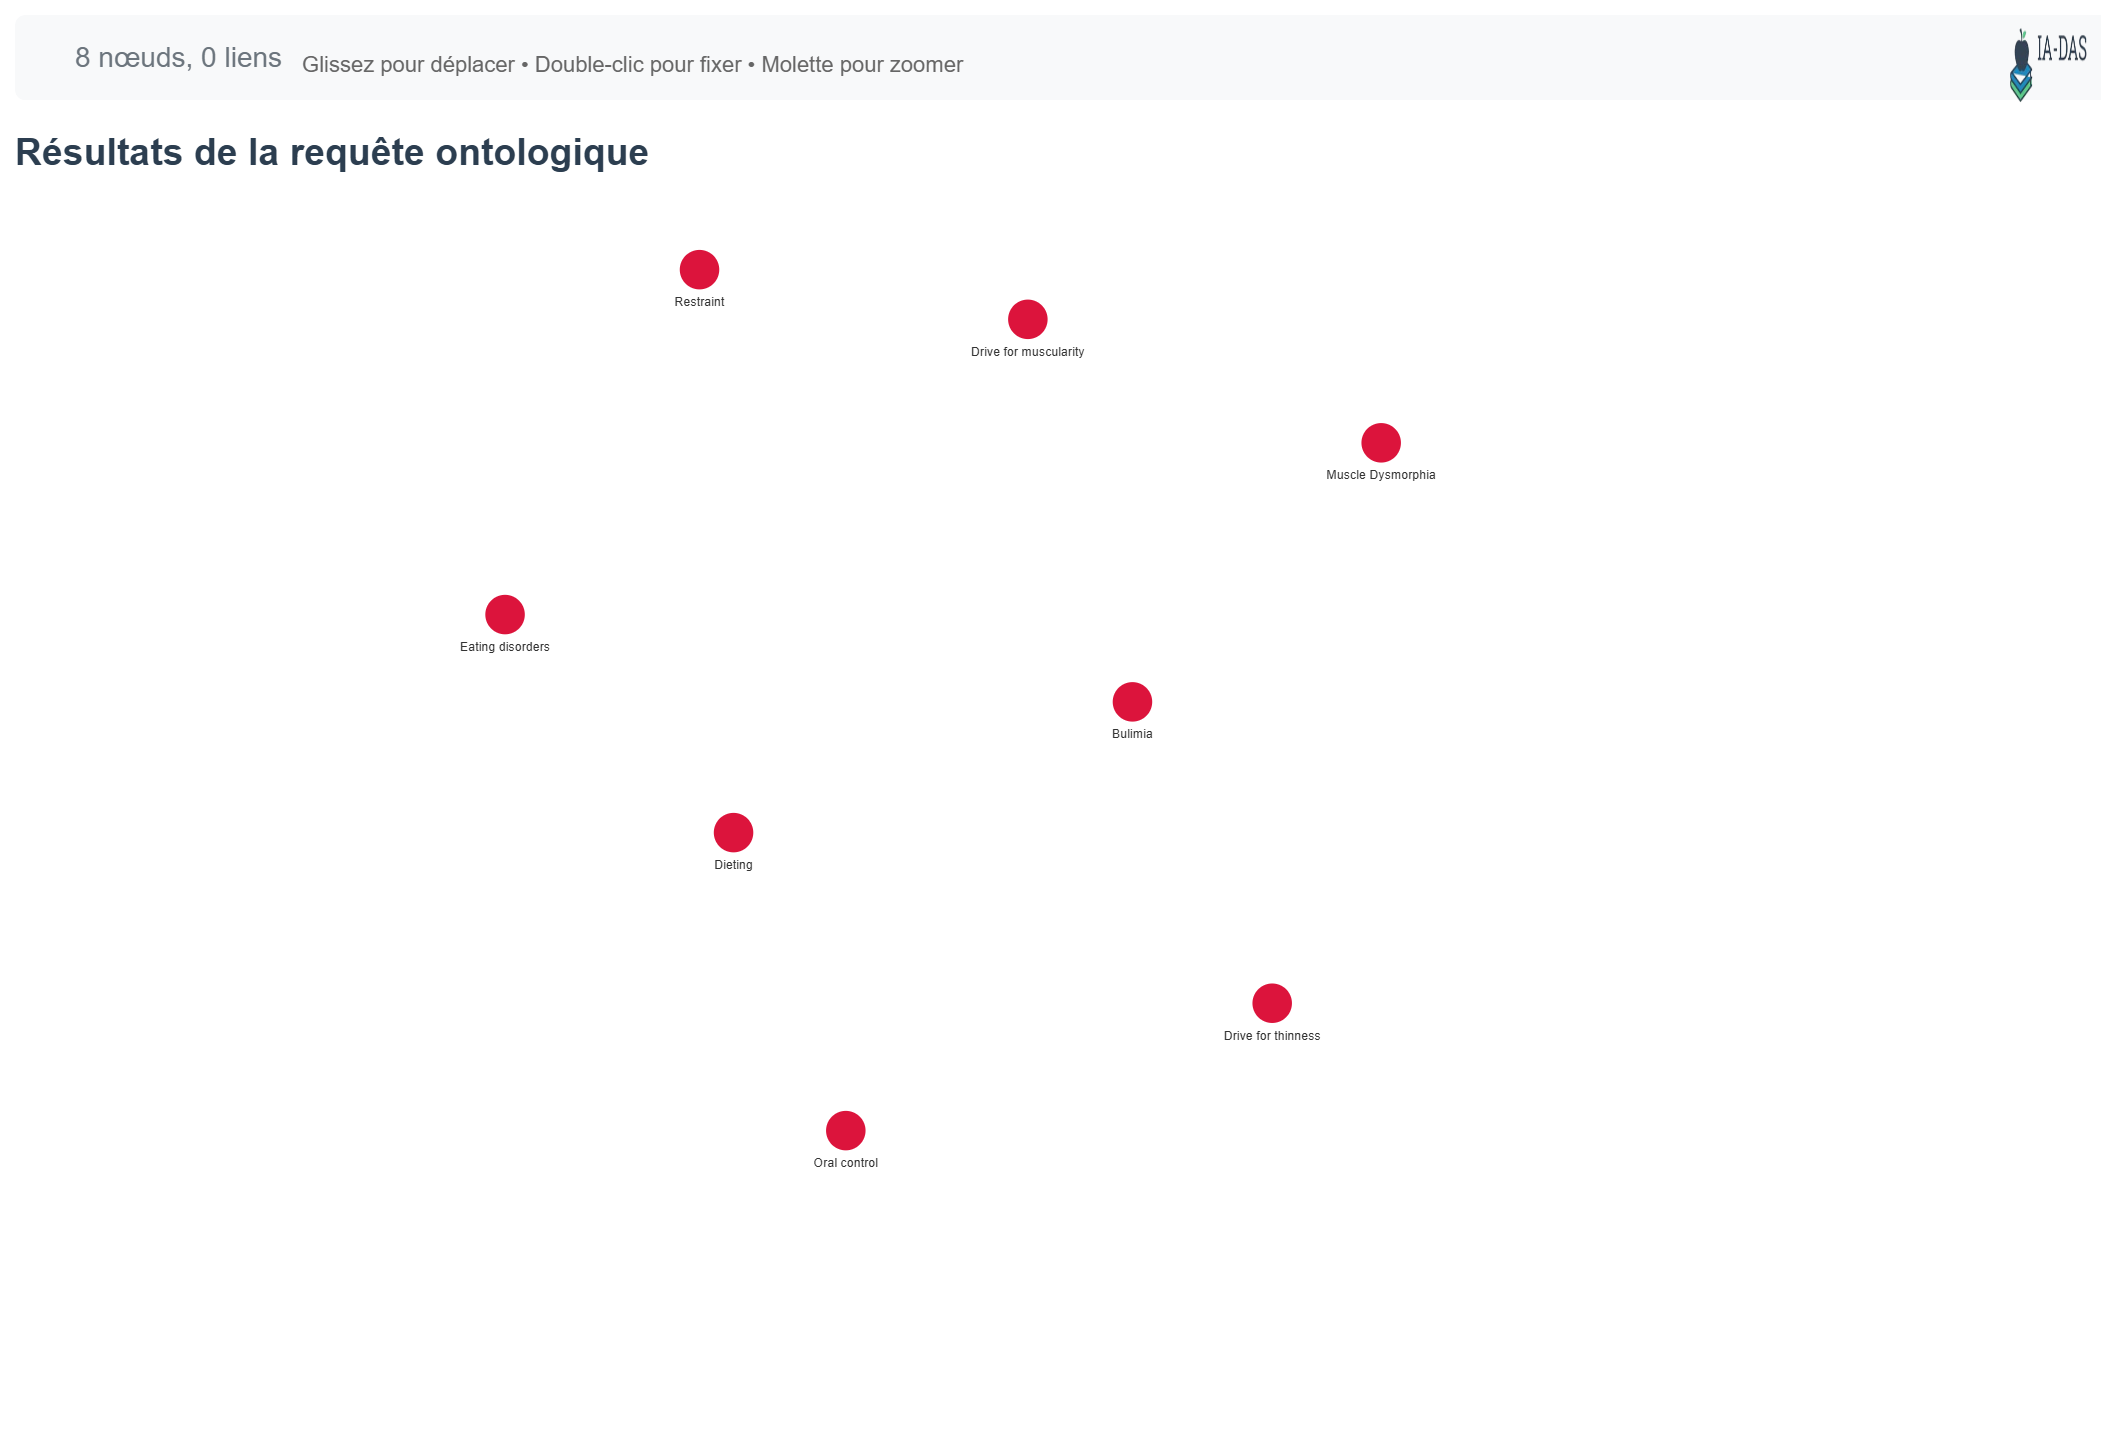 8 nœuds, 0 liens
Glissez pour déplacer • Double-clic pour fixer • Molette pour zoomer
IA-DAS
Résultats de la requête ontologique
Restraint
Drive for muscularity
Muscle Dysmorphia
Eating disorders
Bulimia
Dieting
Drive for thinness
Oral control